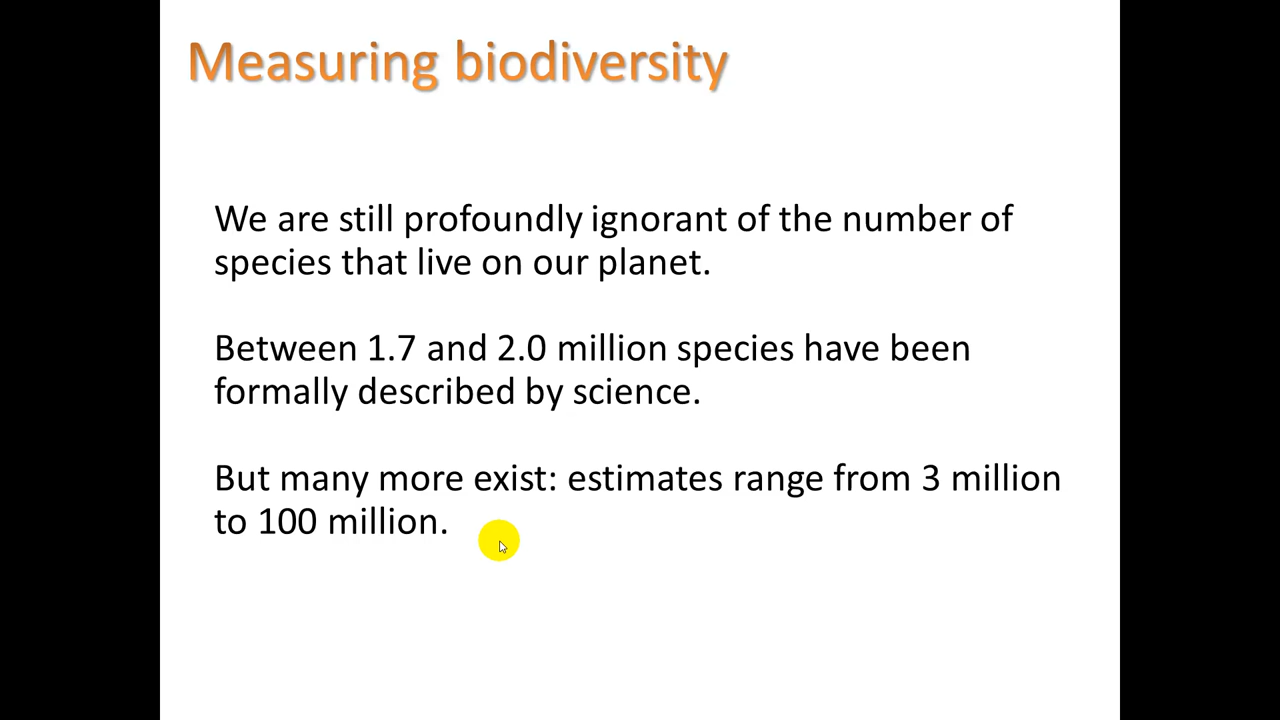 Measuring biodiversity
We are still profoundly ignorant of the number of
species that live on our planet.
Between 1.7 and 2.0 million species have been
formally described by science.
But many more exist: estimates range from 3 million
to 100 million.